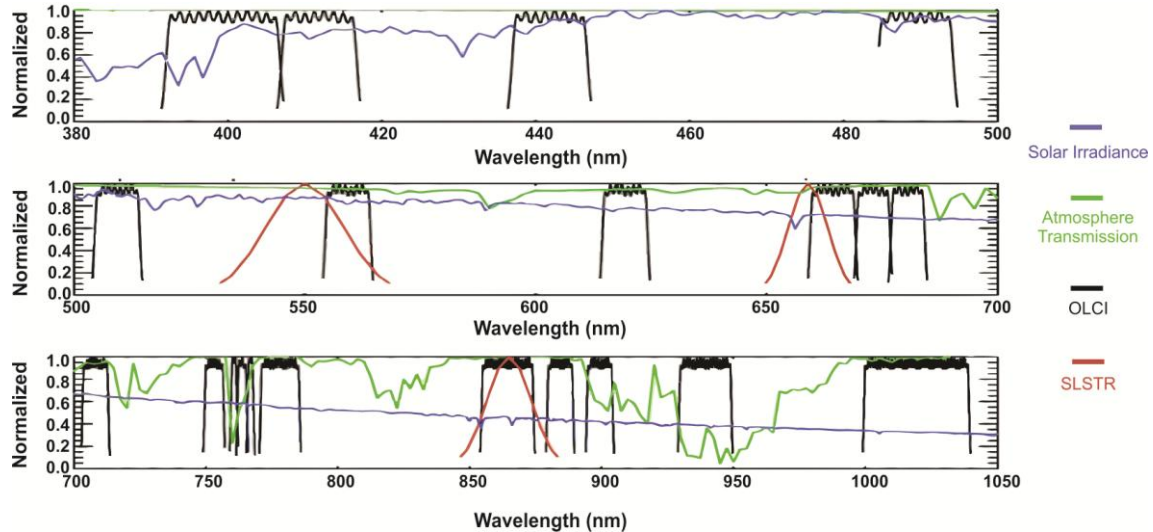 Normalized
1.0
0.8
0.6
0.4
0.2
0.0
380 400 420 440 460 480 500
Wavelength (nm)
Normalized
1.0
0.8
0.6
0.4
0.2
0.0
500 550 600 650 700
Wavelength (nm)
Normalized
1.0
0.8
0.6
0.4
0.2
0.0
700 750 800 850 900 950 1000 1050
Wavelength (nm)
Solar Irradiance
Atmosphere
Transmission
OLCI
SLSTR